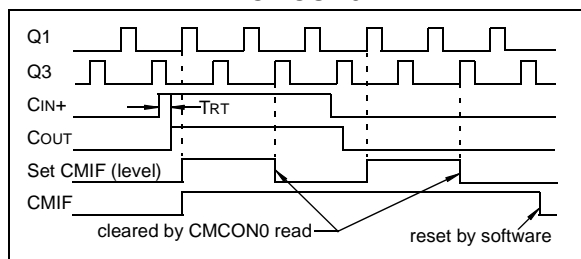 Q1
Q3
CIN+
TRT
COUT
Set CMIF (level)
CMIF
cleared by CMCON0 read
reset by software